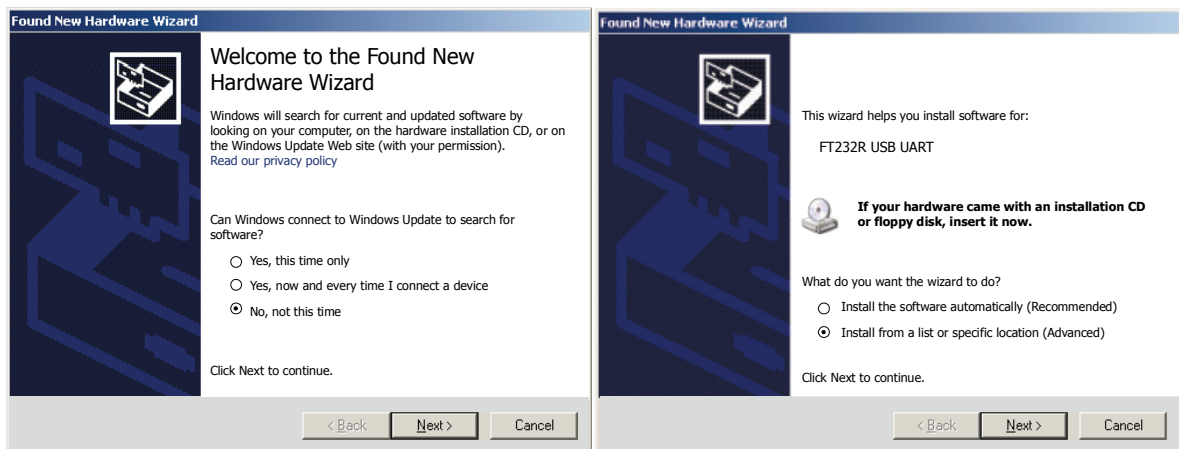 Found New Hardware Wizard
Welcome to the Found New
Hardware Wizard
Windows will search for current and updated software by
looking on your computer, on the hardware installation CD, or on
the Windows Update Web site (with your permission).
Read our privacy policy
Can Windows connect to Windows Update to search for
software?
Yes, this time only
Yes, now and every time I connect a device
No, not this time
Click Next to continue.
< Back
Next >
Cancel
Found New Hardware Wizard
This wizard helps you install software for:
FT232R USB UART
If your hardware came with an installation CD
or floppy disk, insert it now.
What do you want the wizard to do?
Install the software automatically (Recommended)
Install from a list or specific location (Advanced)
Click Next to continue.
< Back
Next >
Cancel